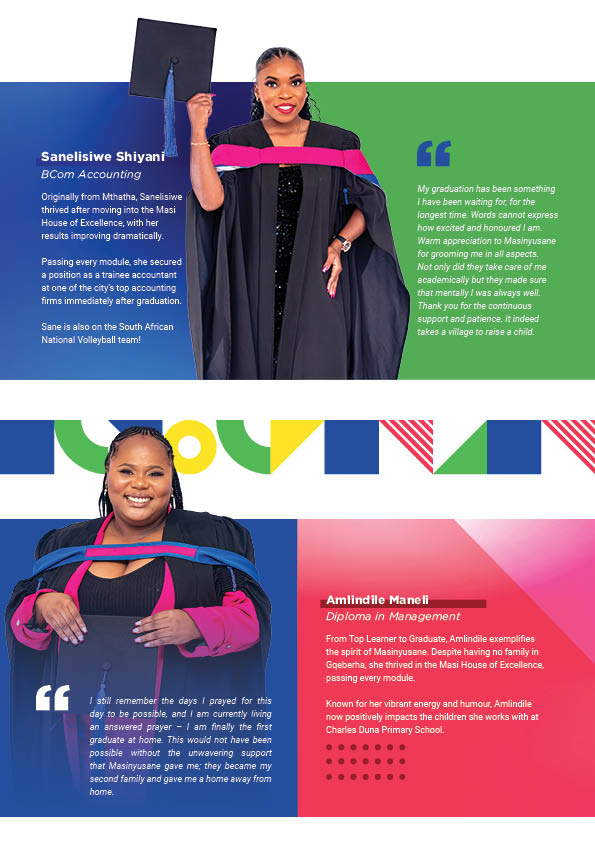 Sanelisiwe Shiyani
BCom Accounting
Originally from Mthatha, Sanelisiwe
thrived after moving into the Masi
House of Excellence, with her
results improving dramatically.
Passing every module, she secured
a position as a trainee accountant
at one of the city's top accounting
firms immediately after graduation.
Sane is also on the South African
National Volleyball team!
My graduation has been something
I have been waiting for, for the
longest time. Words cannot express
how excited and honoured I am.
Warm appreciation to Masinyusane
for grooming me in all aspects.
Not only did they take care of me
academically but they made sure
that mentally I was always well.
Thank you for the continuous
support and patience. It indeed
takes a village to raise a child.
I still remember the days I prayed for this
day to be possible, and I am currently living
an answered prayer – I am finally the first
graduate at home. This would not have been
possible without the unwavering support
that Masinyusane gave me; they became my
second family and gave me a home away from
home.
Amlindile Maneli
Diploma in Management
From Top Learner to Graduate, Amlindile exemplifies
the spirit of Masinyusane. Despite having no family in
Gqeberha, she thrived in the Masi House of Excellence,
passing every module.
Known for her vibrant energy and humour, Amlindile
now positively impacts the children she works with at
Charles Duna Primary School.